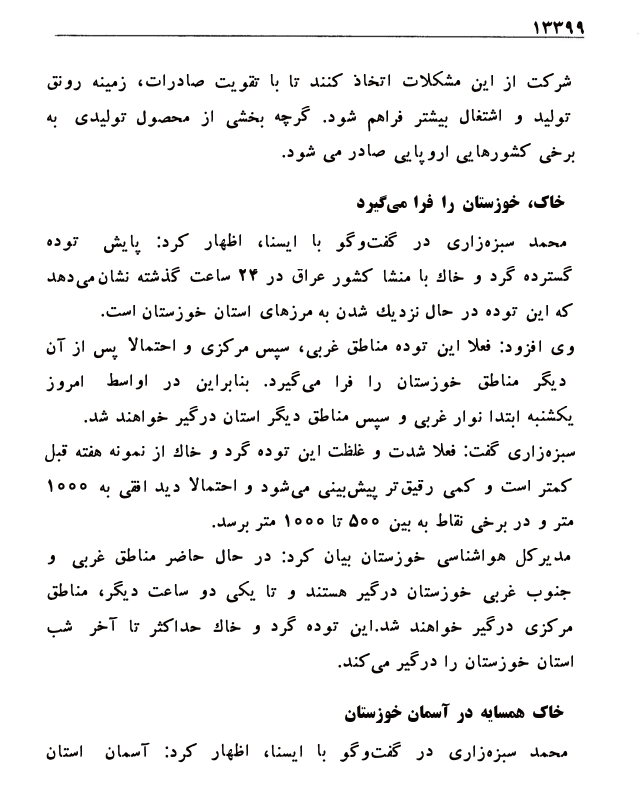 ۱۳۳۹۹
شرکت از این مشکلات اتخاذ کنند تا با تقویت صادرات، زمینه رونق
تولید و اشتغال بیشتر فراهم شود. گرچه بخشی از محصول تولیدی به
برخی کشورهایی اروپایی صادر می شود.
خاک، خوزستان را فرا می‌گیرد
محمد سبزه‌زاری در گفت‌وگو با ایسنا، اظهار کرد: پایش توده
گسترده گرد و خاك با منشا کشور عراق در ۲۴ ساعت گذشته نشان‌می‌دهد
که این توده در حال نزدیك شدن به مرزهای استان خوزستان است.
وی افزود: فعلا این توده مناطق غربی، سپس مرکزی و احتمالا پس از آن
دیگر مناطق خوزستان را فرا می‌گیرد. بنابراین در اواسط امروز
یکشنبه ابتدا نوار غربی و سپس مناطق دیگر استان درگیر خواهند شد.
سبزه‌زاری گفت: فعلا شدت و غلظت این توده گرد و خاك از نمونه هفته قبل
کمتر است و کمی رقیق‌تر پیش‌بینی می‌شود و احتمالا دید افقی به ۱۰۰۰
متر و در برخی نقاط به بین ۵۰۰ تا ۱۰۰۰ متر برسد.
مدیرکل هواشناسی خوزستان بیان کرد: در حال حاضر مناطق غربی و
جنوب غربی خوزستان درگیر هستند و تا یکی دو ساعت دیگر، مناطق
مرکزی درگیر خواهند شد.این توده گرد و خاك حداکثر تا آخر شب
استان خوزستان را درگیر می‌کند.
خاک همسایه در آسمان خوزستان
محمد سبزه‌زاری در گفت‌وگو با ایسنا، اظهار کرد: آسمان استان